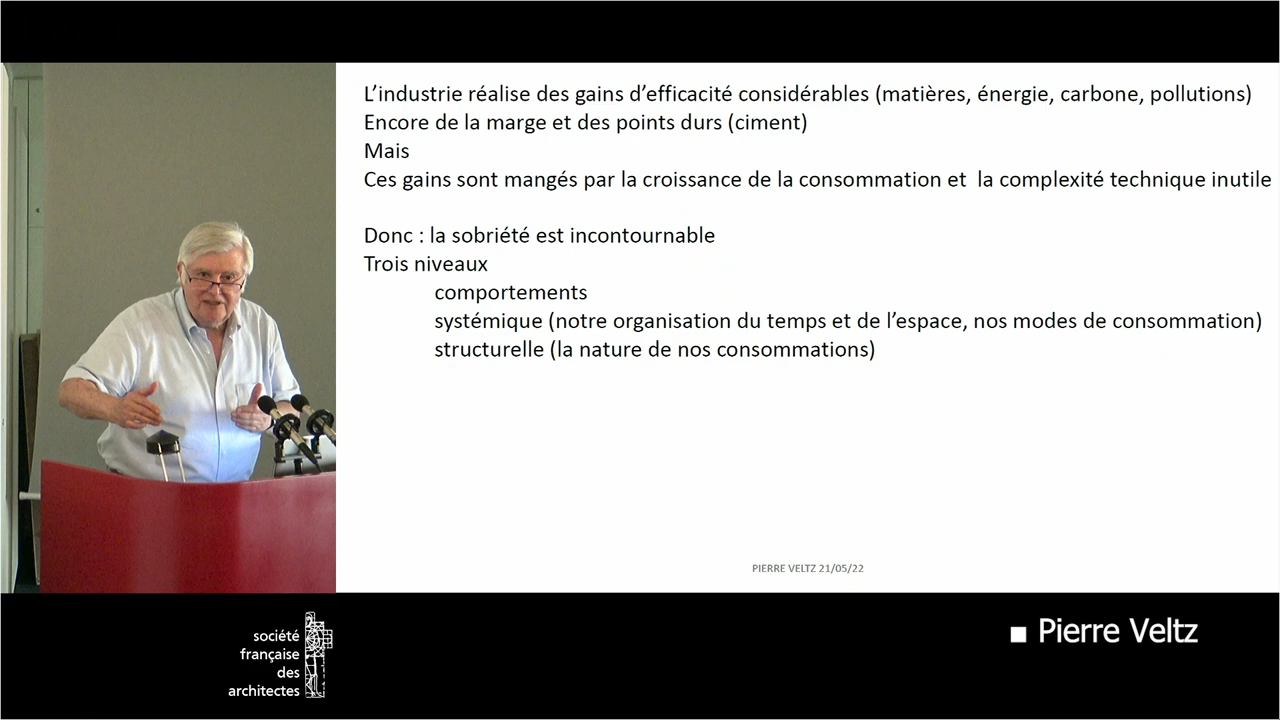 L’industrie réalise des gains d’efficacité considérables (matières, énergie, carbone, pollutions)
Encore de la marge et des points durs (ciment)
Mais
Ces gains sont mangés par la croissance de la consommation et  la complexité technique inutile
Donc : la sobriété est incontournable
Trois niveaux
comportements
systémique (notre organisation du temps et de l’espace, nos modes de consommation)
structurelle (la nature de nos consommations)
PIERRE VELTZ 21/05/22
société
française
des
architectes
Pierre Veltz